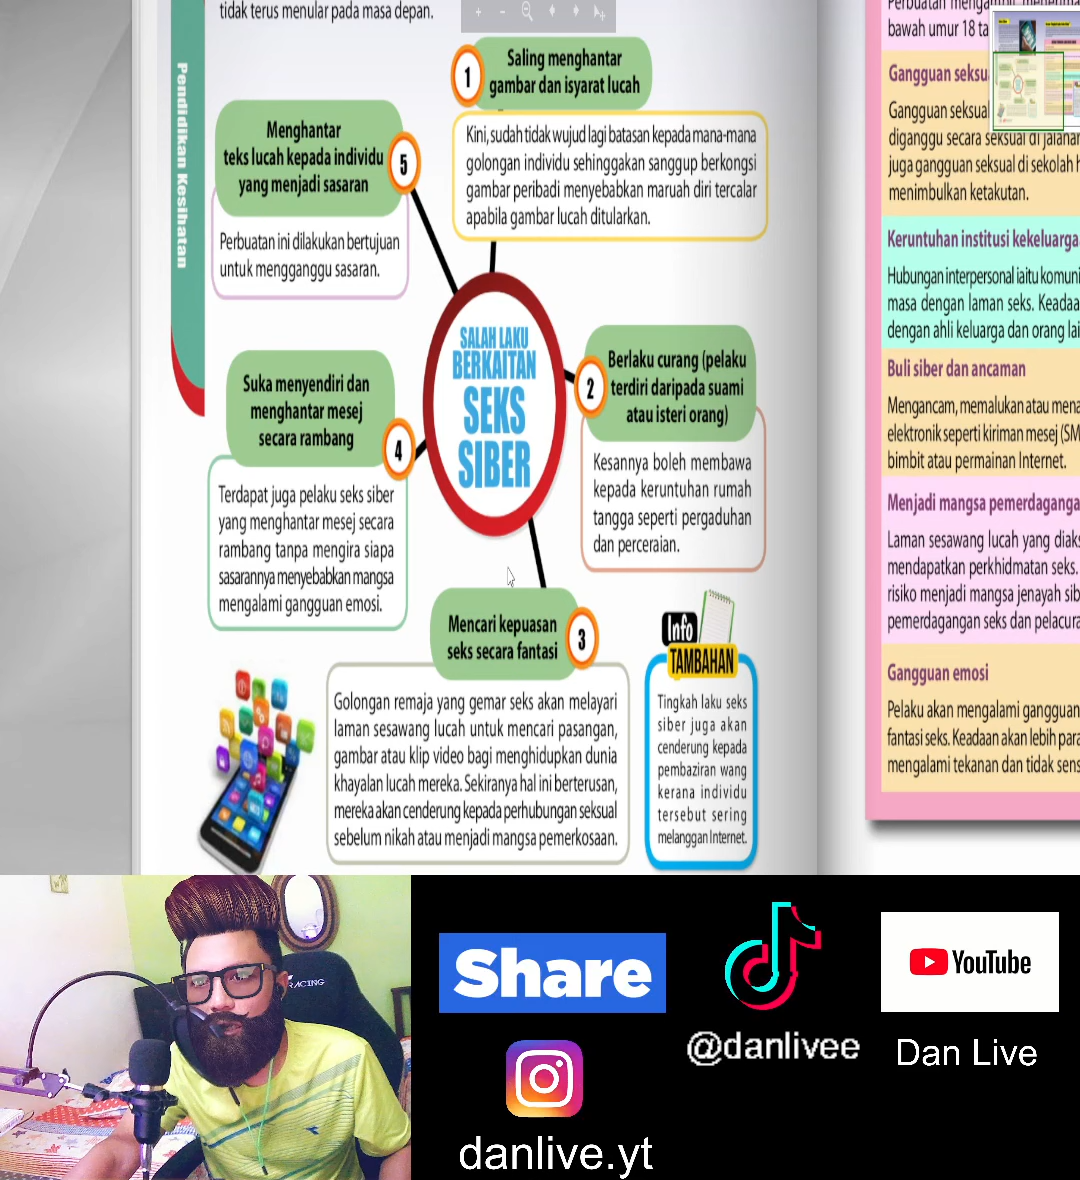 tidak terus menular pada masa depan.
Pendidikan Kesihatan
1
Saling menghantar
gambar dan isyarat lucah
Kini, sudah tidak wujud lagi batasan kepada mana-mana
golongan individu sehinggakan sanggup berkongsi
gambar peribadi menyebabkan maruah diri tercalar
apabila gambar lucah ditularkan.
Menghantar
teks lucah kepada individu
yang menjadi sasaran
5
Perbuatan ini dilakukan bertujuan
untuk mengganggu sasaran.
SALAH LAKU
BERKAITAN
SEKS
SIBER
2
Berlaku curang (pelaku
terdiri daripada suami
atau isteri orang)
Kesannya boleh membawa
kepada keruntuhan rumah
tangga seperti pergaduhan
dan perceraian.
Suka menyendiri dan
menghantar mesej
secara rambang
4
Terdapat juga pelaku seks siber
yang menghantar mesej secara
rambang tanpa mengira siapa
sasarannya menyebabkan mangsa
mengalami gangguan emosi.
Mencari kepuasan
seks secara fantasi
3
Golongan remaja yang gemar seks akan melayari
laman sesawang lucah untuk mencari pasangan,
gambar atau klip video bagi menghidupkan dunia
khayalan lucah mereka. Sekiranya hal ini berterusan,
mereka akan cenderung kepada perhubungan seksual
sebelum nikah atau menjadi mangsa pemerkosaan.
Info
TAMBAHAN
Tingkah laku seks
siber juga akan
cenderung kepada
pembaziran wang
kerana individu
tersebut sering
melanggan Internet.
Perbuatan
bawah umur 18
Gangguan
Gangguan seksual
diganggu secara seksual di
juga gangguan seksual di sekolah
menimbulkan ketakutan.
Keruntuhan institusi
Hubungan interpersonal iaitu
masa dengan laman seks.
dengan ahli keluarga dan orang
Buli siber dan ancaman
Mengancam, memalukan atau
elektronik seperti kiriman mesej
bimbit atau permainan Internet.
Menjadi mangsa
Laman sesawang lucah yang
mendapatkan perkhidmatan seks.
risiko menjadi mangsa jenayah
pemerdagangan seks dan
Gangguan emosi
Pelaku akan mengalami gangguan
fantasi seks. Keadaan akan lebih
mengalami tekanan dan tidak
RACING
Share
YouTube
@danlivee
Dan Live
danlive.yt